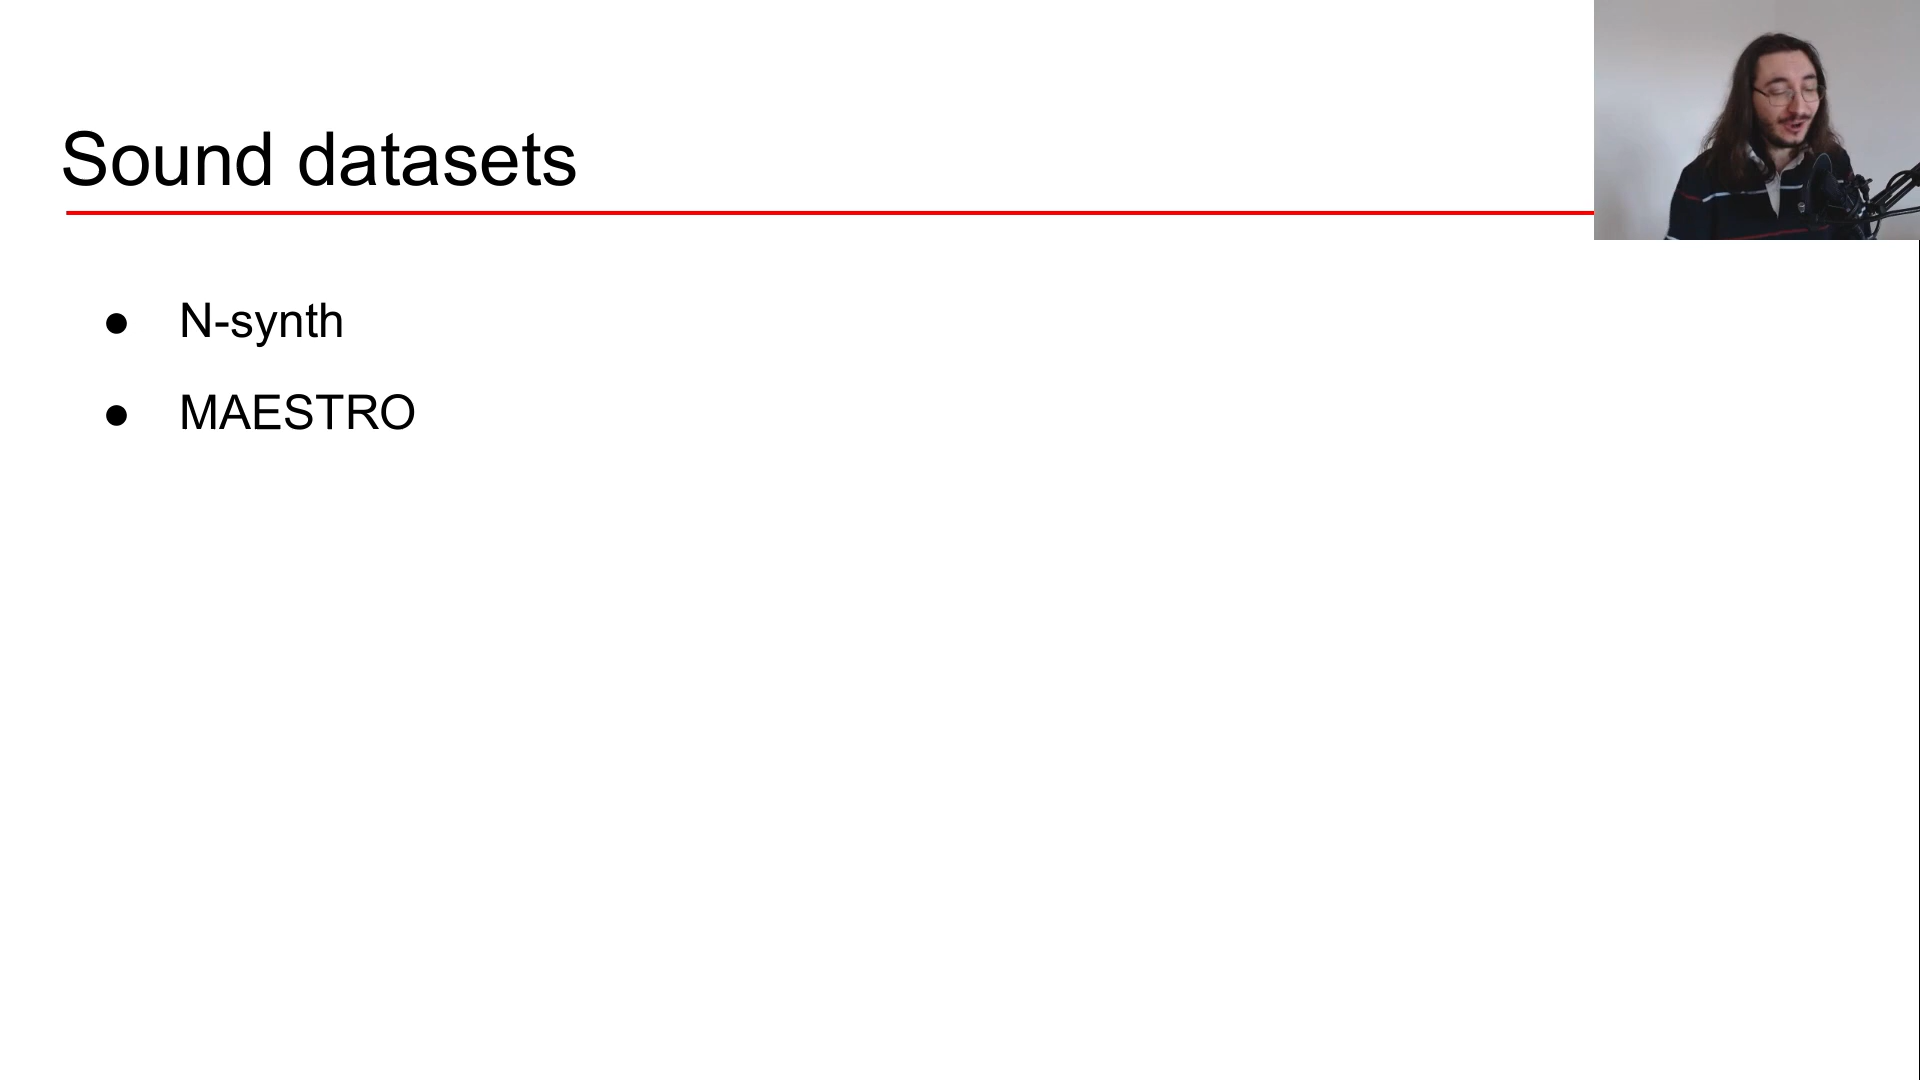 Sound datasets
● N-synth
● MAESTRO